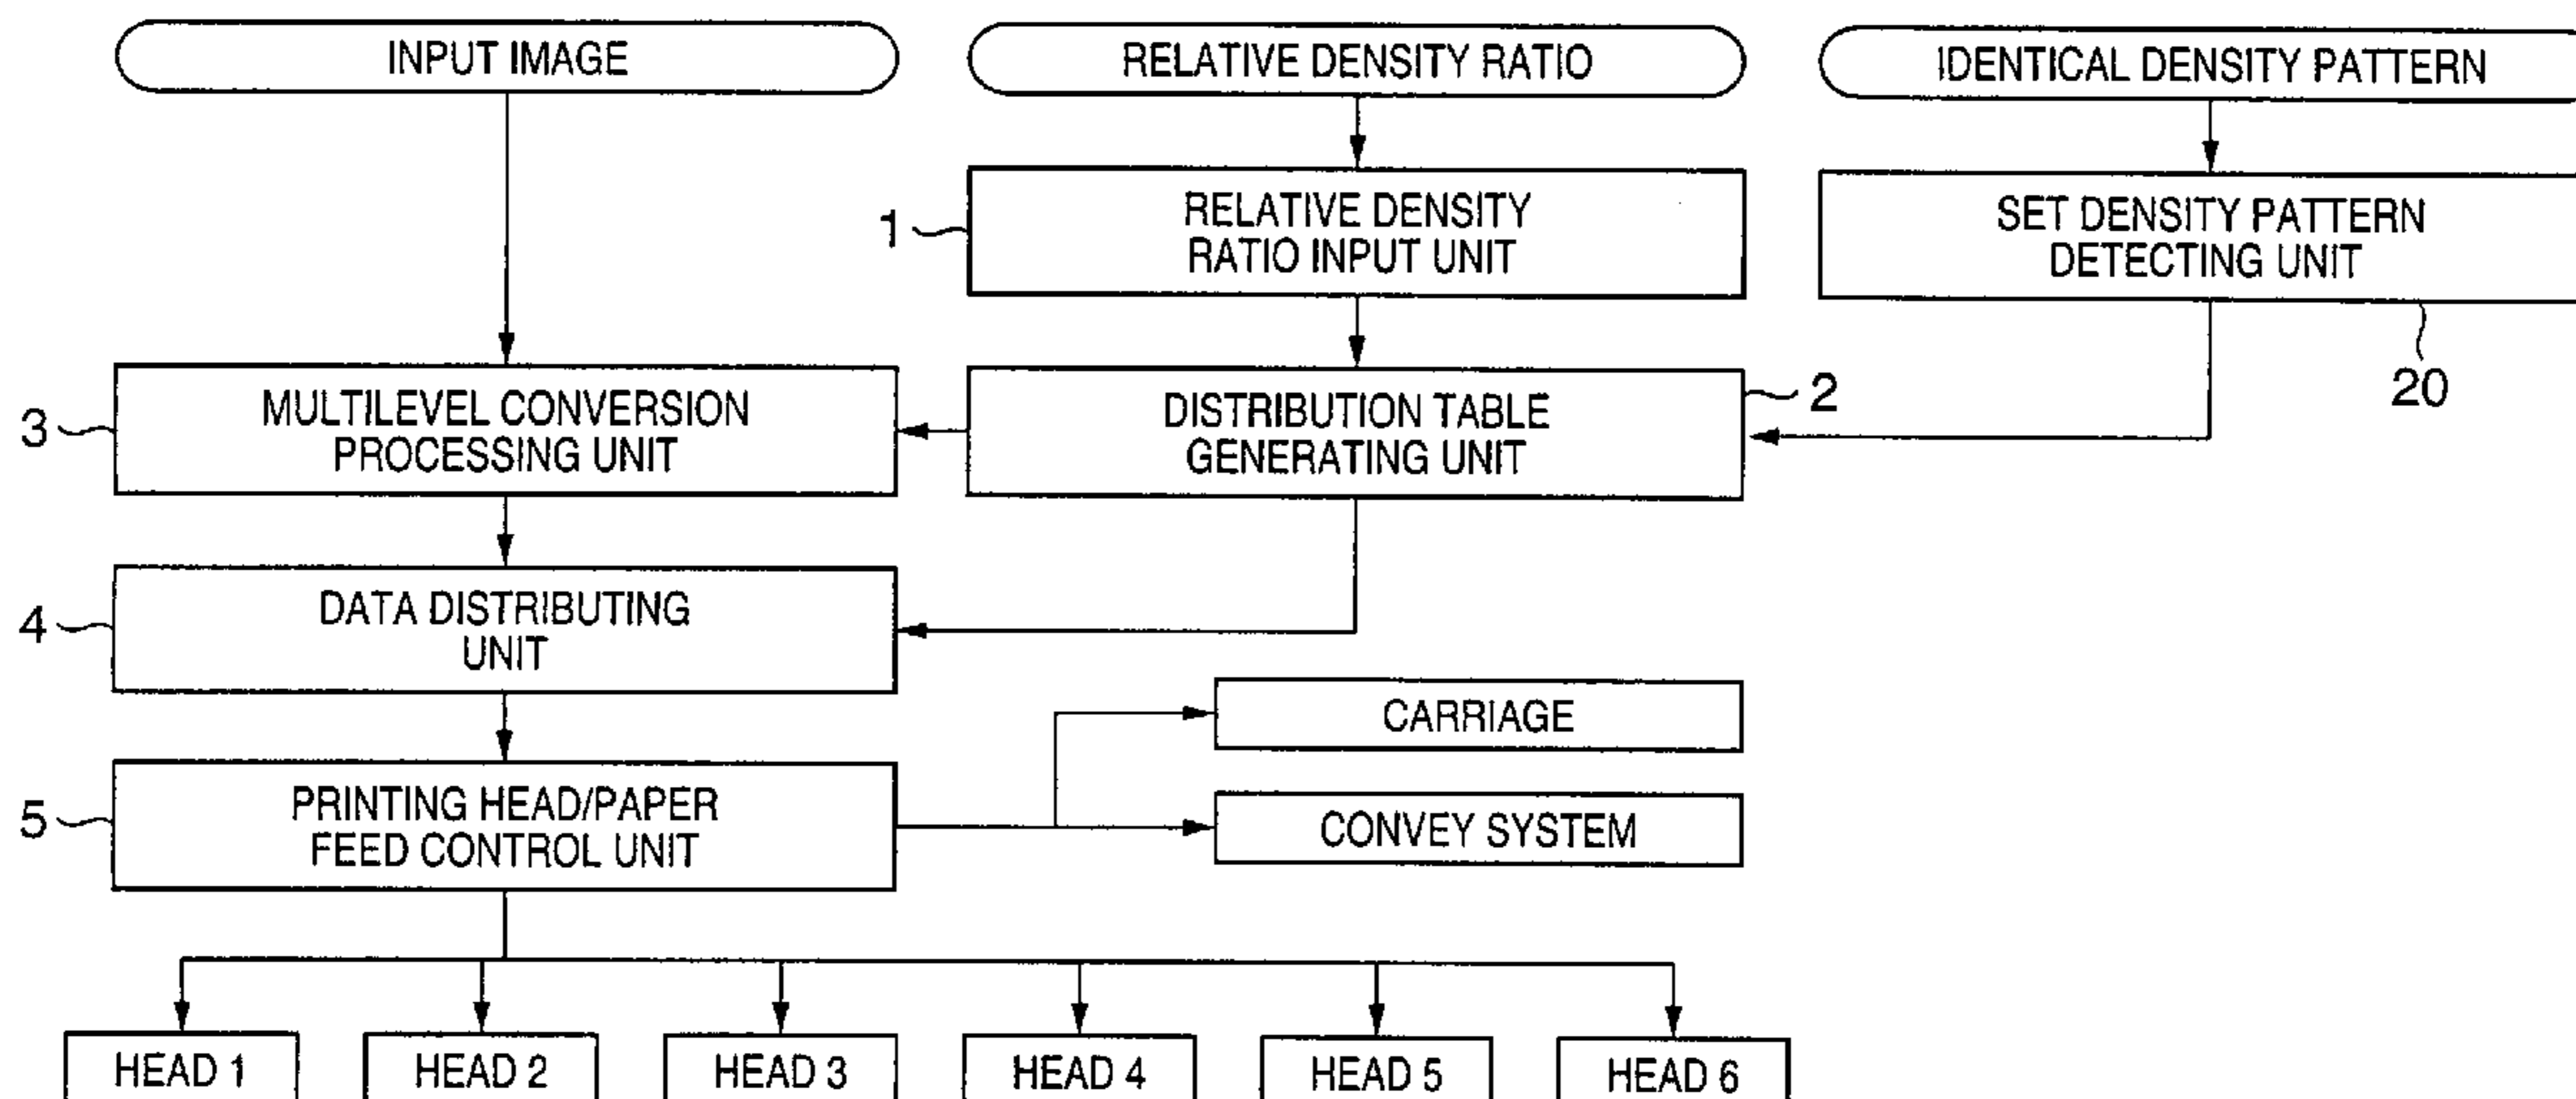 INPUT IMAGE
RELATIVE DENSITY RATIO
IDENTICAL DENSITY PATTERN
1
RELATIVE DENSITY
RATIO INPUT UNIT
SET DENSITY PATTERN
DETECTING UNIT
20
3
MULTILEVEL CONVERSION
PROCESSING UNIT
DISTRIBUTION TABLE
GENERATING UNIT
2
4
DATA DISTRIBUTING
UNIT
CARRIAGE
5
PRINTING HEAD/PAPER
FEED CONTROL UNIT
CONVEY SYSTEM
HEAD 1
HEAD 2
HEAD 3
HEAD 4
HEAD 5
HEAD 6